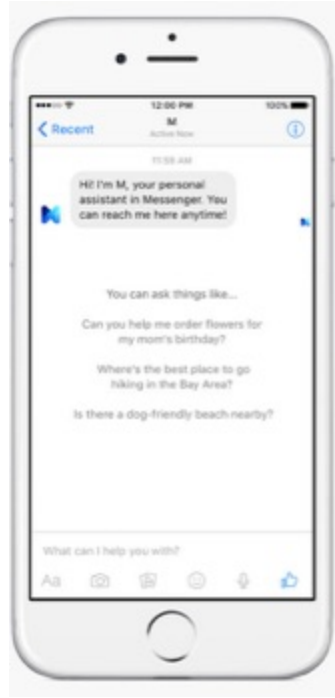 12:00 PM
100%
Recent
M
Active Now
11:59 AM
Hi! I'm M, your personal
assistant in Messenger. You
can reach me here anytime!
You can ask things like...
Can you help me order flowers for
my mom's birthday?
Where's the best place to go
hiking in the Bay Area?
Is there a dog-friendly beach nearby?
What can I help you with?
Aa